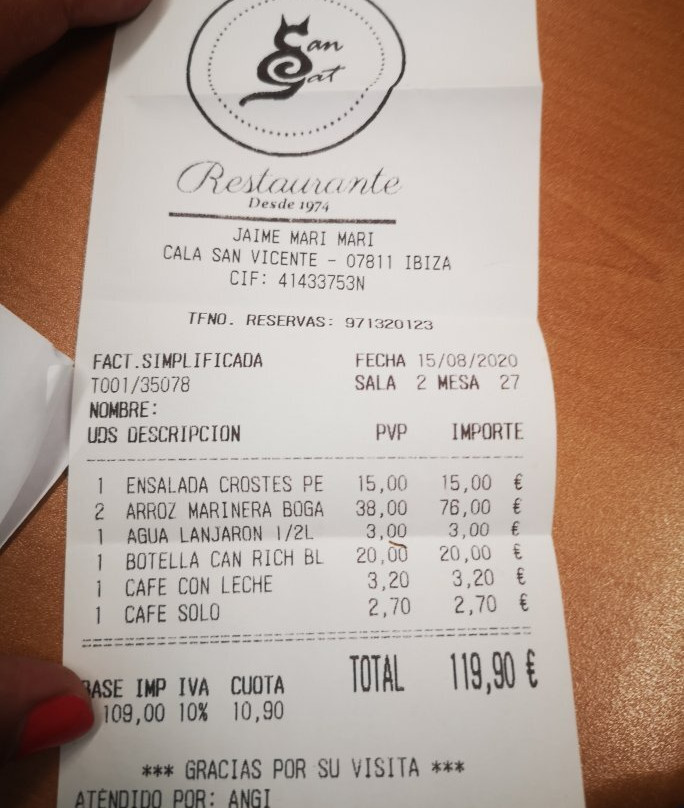 San
Gat
Restaurante
Desde 1974
JAIME MARI MARI
CALA SAN VICENTE - 07811 IBIZA
CIF: 41433753N
TFNO. RESERVAS: 971320123
FACT.SIMPLIFICADA FECHA 15/08/2020
T001/35078 SALA 2 MESA 27
NOMBRE:
UDS DESCRIPCION PVP IMPORTE
1 ENSALADA CROSTES PE 15,00 15,00 €
2 ARROZ MARINERA BOGA 38,00 76,00 €
1 AGUA LANJARON 1/2L 3,00 3,00 €
1 BOTELLA CAN RICH BL 20,00 20,00 €
1 CAFE CON LECHE 3,20 3,20 €
1 CAFE SOLO 2,70 2,70 €
BASE IMP IVA CUOTA TOTAL 119,90 €
109,00 10% 10,90
*** GRACIAS POR SU VISITA ***
ATENDIDO POR: ANGI